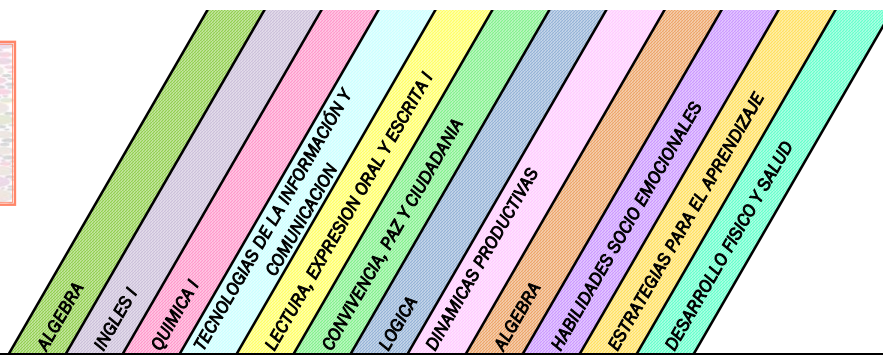 ALGEBRA
INGLES I
QUIMICA I
TECNOLOGIAS DE LA INFORMACIÓN Y
COMUNICACION
LECTURA, EXPRESION ORAL Y ESCRITA I
CONVIVENCIA, PAZ Y CIUDADANIA
LOGICA
DINAMICAS PRODUCTIVAS
ALGEBRA
HABILIDADES SOCIO EMOCIONALES
ESTRATEGIAS PARA EL APRENDIZAJE
DESARROLLO FISICO Y SALUD